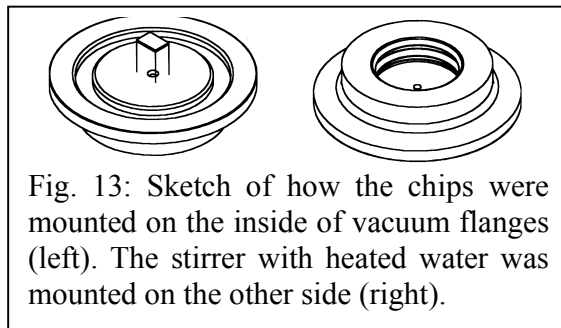 Fig. 13: Sketch of how the chips were
mounted on the inside of vacuum flanges
(left). The stirrer with heated water was
mounted on the other side (right).